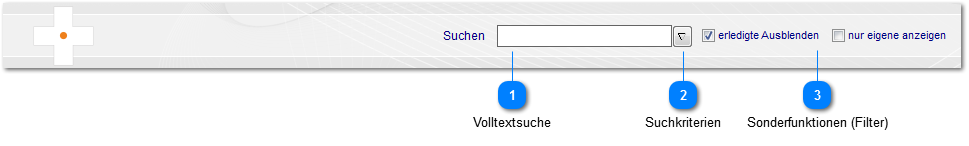 Suchen erledigte Ausblenden nur eigene anzeigen
1 2 3
Volltextsuche Suchkriterien Sonderfunktionen (Filter)